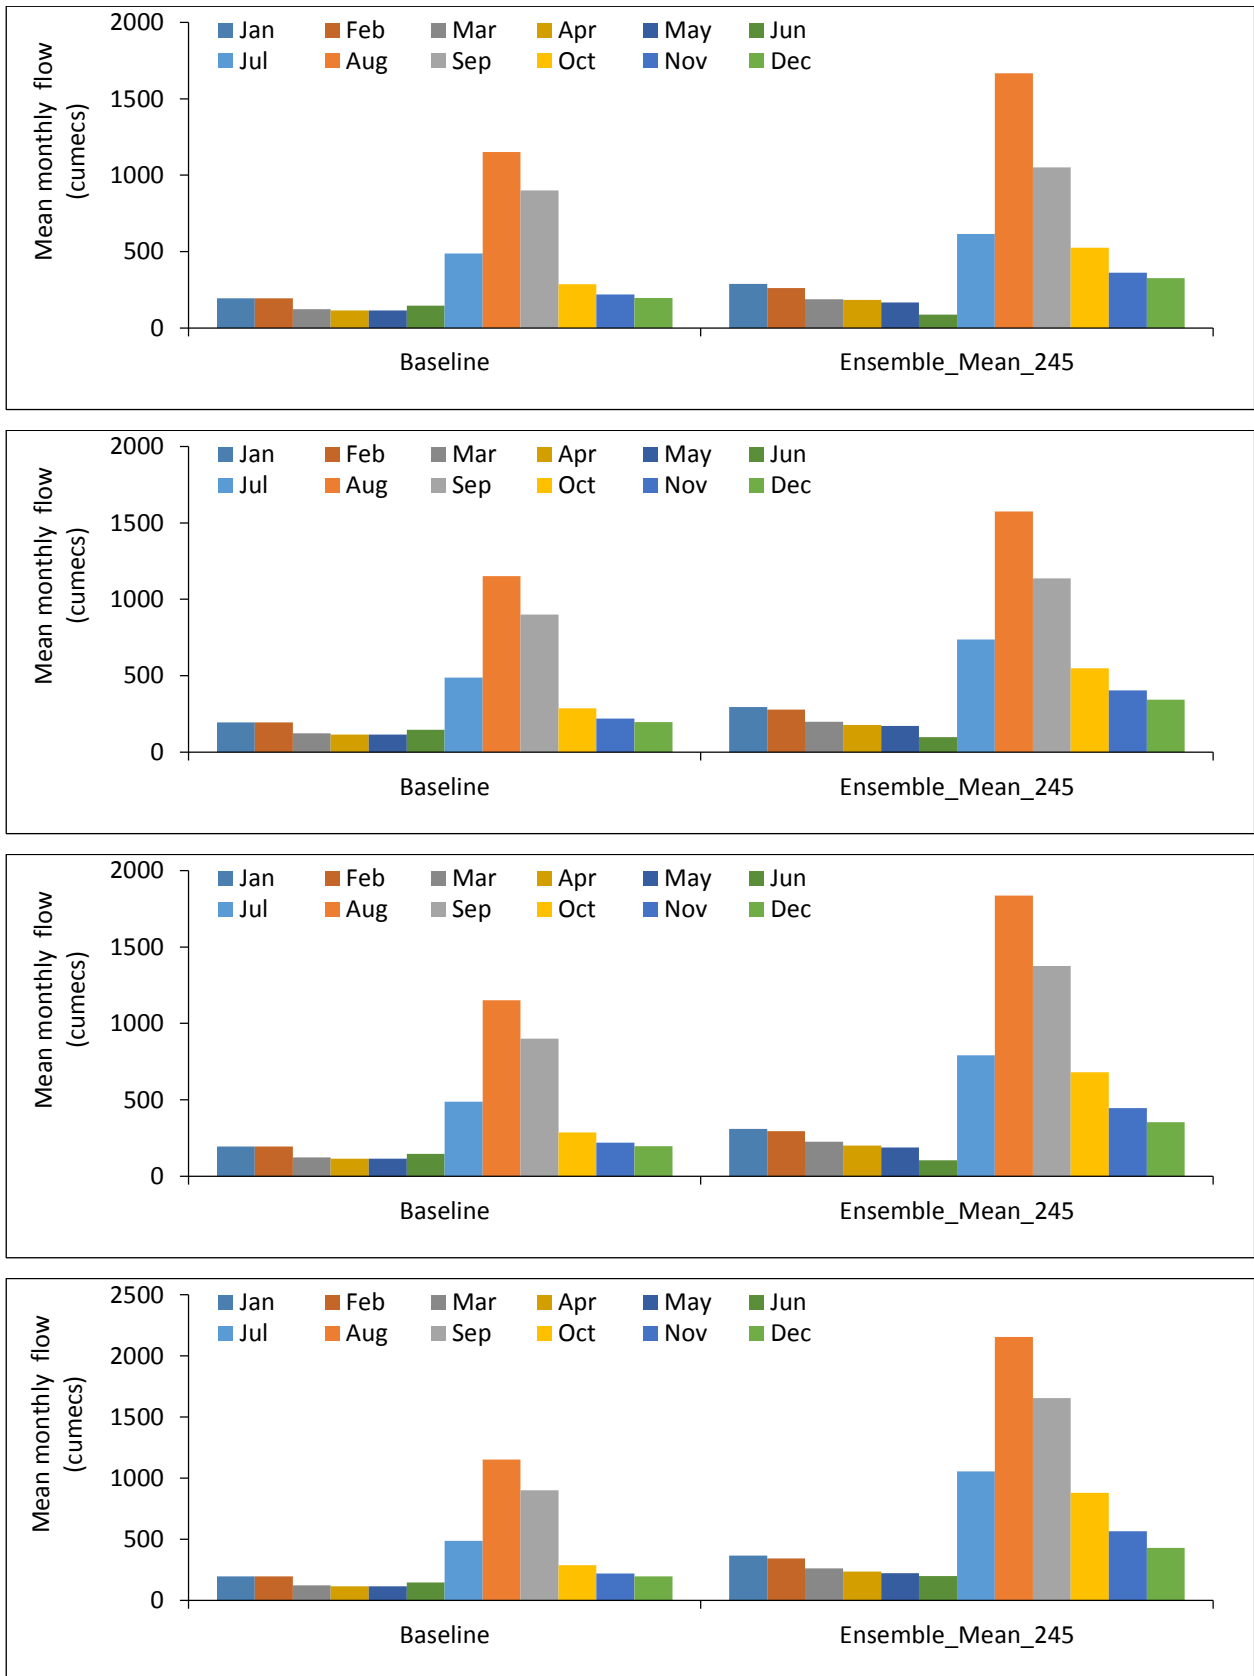 2000
1500
1000
500
0
Mean monthly flow
(cumecs)
Jan Feb Mar Apr May Jun
Jul Aug Sep Oct Nov Dec
Baseline Ensemble_Mean_245
2000
1500
1000
500
0
Mean monthly flow
(cumecs)
Jan Feb Mar Apr May Jun
Jul Aug Sep Oct Nov Dec
Baseline Ensemble_Mean_245
2000
1500
1000
500
0
Mean monthly flow
(cumecs)
Jan Feb Mar Apr May Jun
Jul Aug Sep Oct Nov Dec
Baseline Ensemble_Mean_245
2500
2000
1500
1000
500
0
Mean monthly flow
(cumecs)
Jan Feb Mar Apr May Jun
Jul Aug Sep Oct Nov Dec
Baseline Ensemble_Mean_245